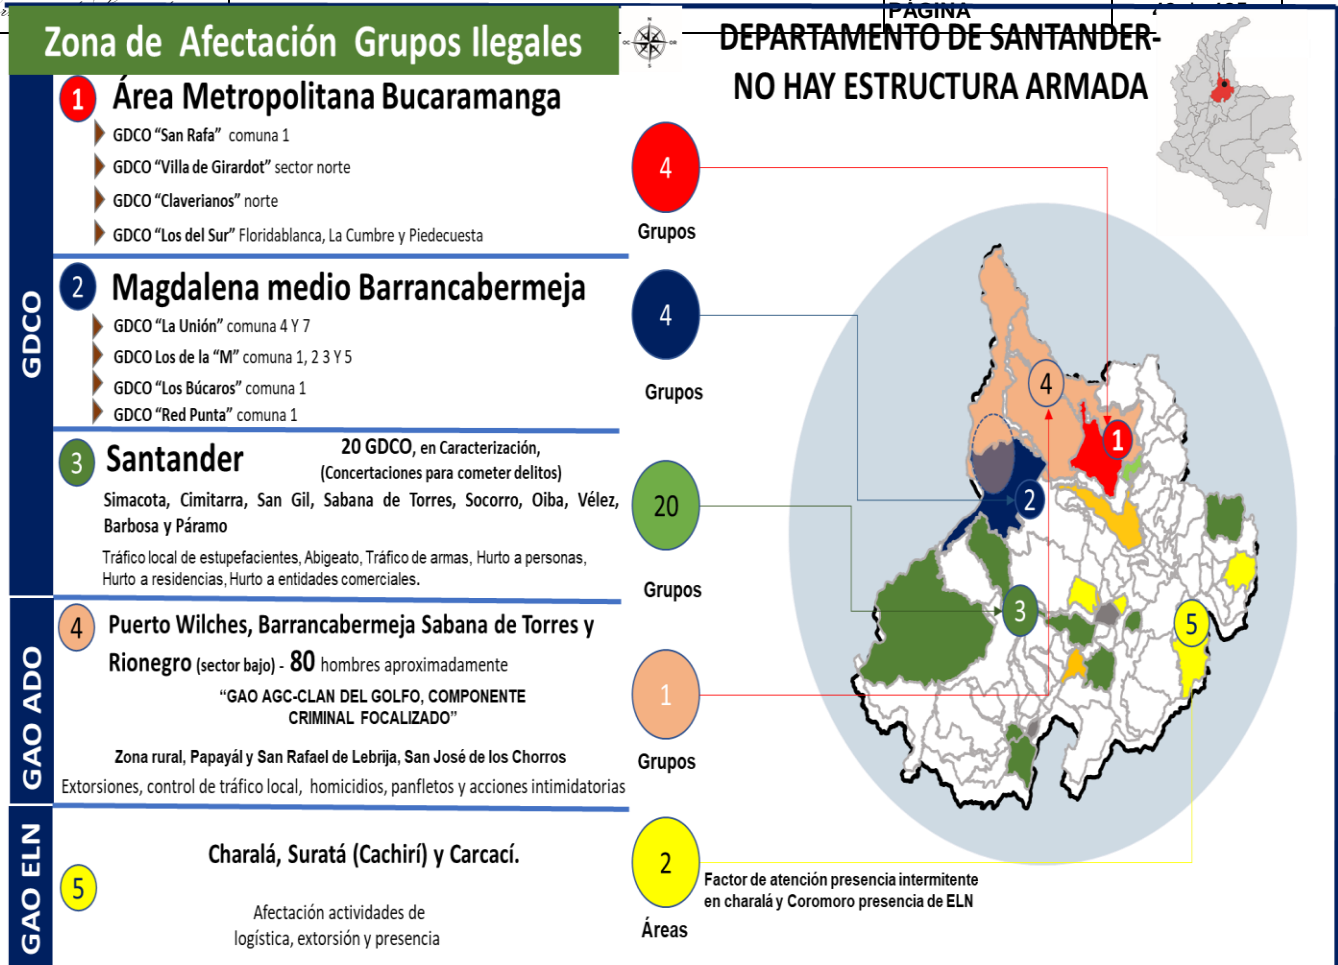 PÁGINA
Zona de Afectación Grupos Ilegales
DEPARTAMENTO DE SANTANDER-
NO HAY ESTRUCTURA ARMADA
GDCO
1 Área Metropolitana Bucaramanga
GDCO “San Rafa” comuna 1
GDCO “Villa de Girardot” sector norte
GDCO “Claverianos” norte
GDCO “Los del Sur” Floridablanca, La Cumbre y Piedecuesta
2 Magdalena medio Barrancabermeja
GDCO “La Unión” comuna 4 Y 7
GDCO Los de la “M” comuna 1, 2 3 Y 5
GDCO “Los Búcaros” comuna 1
GDCO “Red Punta” comuna 1
3 Santander
20 GDCO, en Caracterización,
(Concertaciones para cometer delitos)
Simacota, Cimitarra, San Gil, Sabana de Torres, Socorro, Oiba, Vélez,
Barbosa y Páramo
Tráfico local de estupefacientes, Abigeato, Tráfico de armas, Hurto a personas,
Hurto a residencias, Hurto a entidades comerciales.
GAO ADO
4 Puerto Wilches, Barrancabermeja Sabana de Torres y
Rionegro (sector bajo) - 80 hombres aproximadamente
“GAO AGC-CLAN DEL GOLFO, COMPONENTE
CRIMINAL FOCALIZADO”
Zona rural, Papayál y San Rafael de Lebrija, San José de los Chorros
Extorsiones, control de tráfico local, homicidios, panfletos y acciones intimidatorias
GAO ELN
5
Charalá, Suratá (Cachirí) y Carcací.
Afectación actividades de
logística, extorsión y presencia
4
Grupos
4
Grupos
20
Grupos
1
Grupos
2
Áreas
Factor de atención presencia intermitente
en charalá y Coromoro presencia de ELN
4
1
2
3
5